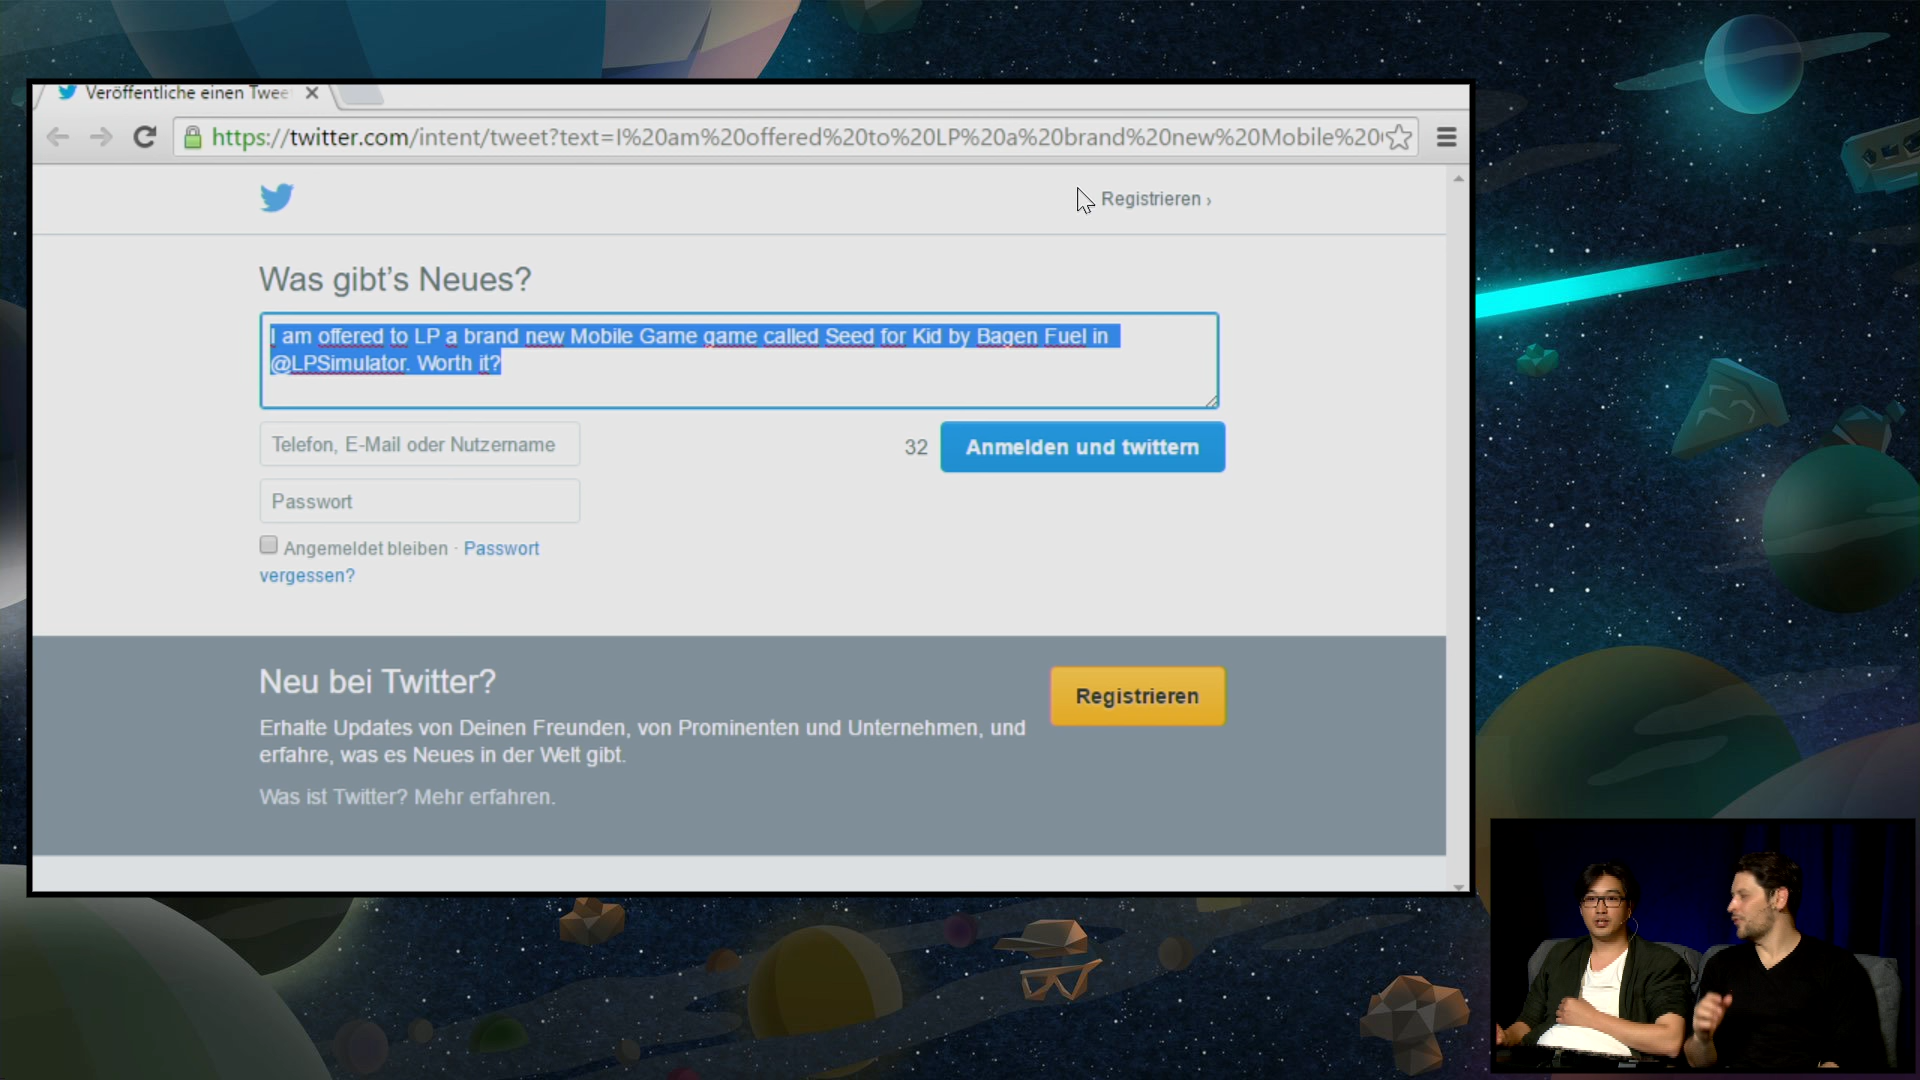 Veröffentliche einen Twee
https://twitter.com/intent/tweet?text=I%20am%20offered%20to%20LP%20a%20brand%20new%20Mobile%20
Registrieren ›
Was gibt's Neues?
I am offered to LP a brand new Mobile Game game called Seed for Kid by Bagen Fuel in
@LPSimulator. Worth it?
Telefon, E-Mail oder Nutzername
32
Anmelden und twittern
Passwort
Angemeldet bleiben · Passwort
vergessen?
Neu bei Twitter?
Registrieren
Erhalte Updates von Deinen Freunden, von Prominenten und Unternehmen, und
erfahre, was es Neues in der Welt gibt.
Was ist Twitter? Mehr erfahren.